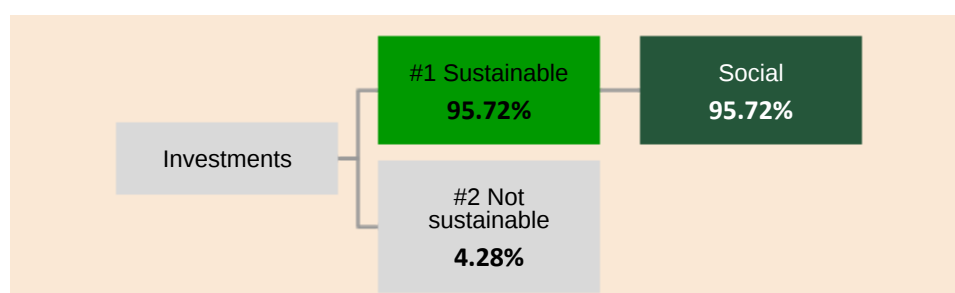 #1 Sustainable
95.72%
Social
95.72%
Investments
#2 Not
sustainable
4.28%